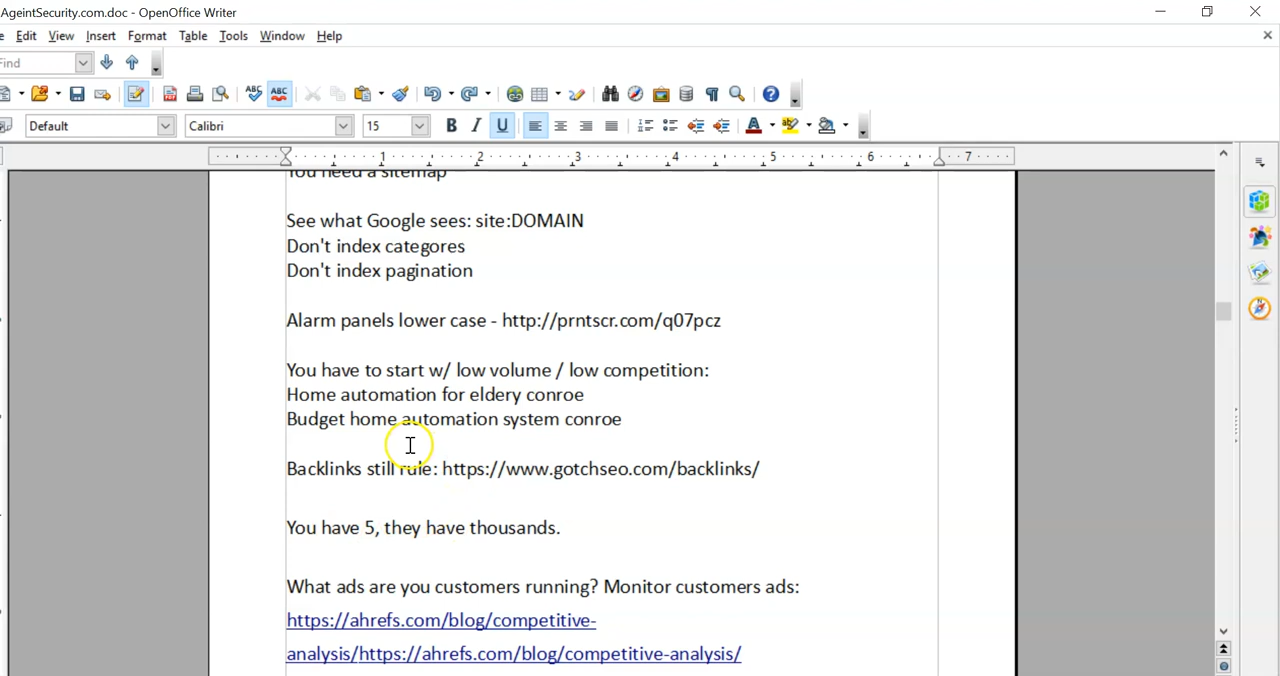 AgeintSecurity.com.doc - OpenOffice Writer
Edit View Insert Format Table Tools Window Help
Find
Default Calibri 15
1 2 3 4 5 6 7
You need a sitemap
See what Google sees: site:DOMAIN
Don't index categores
Don't index pagination
Alarm panels lower case - http://prntscr.com/q07pcz
You have to start w/ low volume / low competition:
Home automation for eldery conroe
Budget home automation system conroe
Backlinks still rule: https://www.gotchseo.com/backlinks/
You have 5, they have thousands.
What ads are you customers running? Monitor customers ads:
https://ahrefs.com/blog/competitive-
analysis/https://ahrefs.com/blog/competitive-analysis/